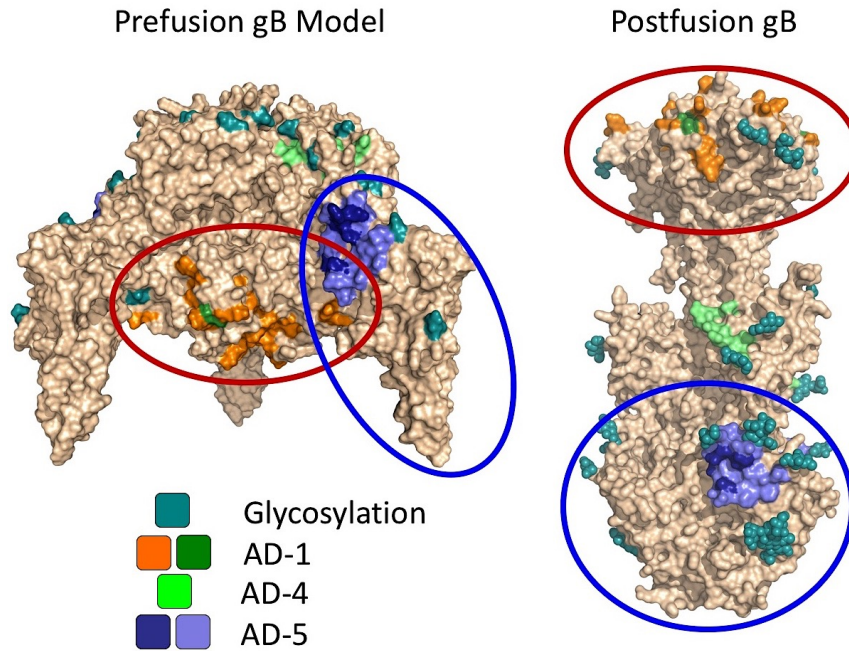 Prefusion gB Model
Postfusion gB
Glycosylation
AD-1
AD-4
AD-5